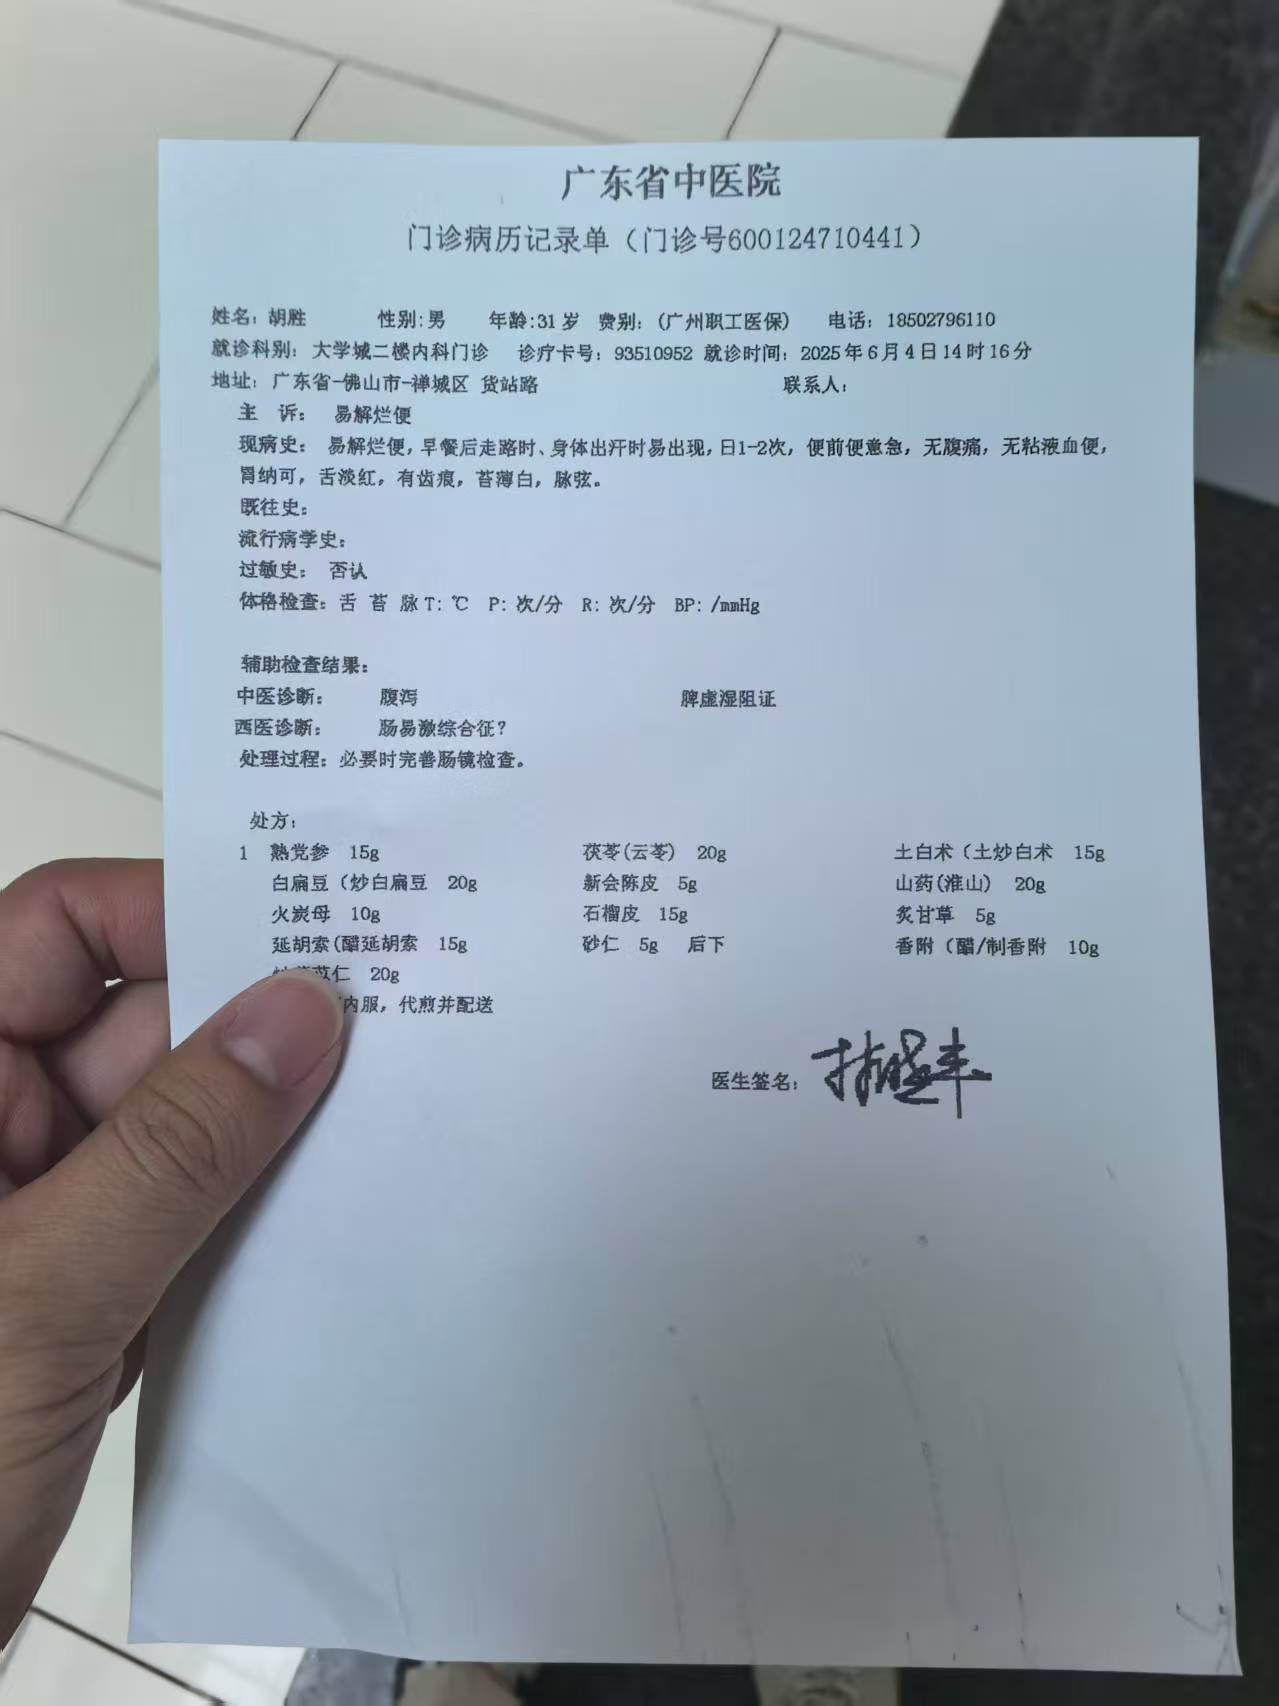 广东省中医院
门诊病历记录单（门诊号600124710441）
姓名：胡胜 性别:男 年龄:31岁 费别：(广州职工医保) 电话：18502796110
就诊科别：大学城二楼内科门诊 诊疗卡号：93510952 就诊时间：2025年6月4日14时16分
地址：广东省-佛山市-禅城区 货站路 联系人：
主 诉： 易解烂便
现病史： 易解烂便，早餐后走路时、身体出汗时易出现，日1-2次，便前便意急，无腹痛，无粘液血便，
胃纳可，舌淡红，有齿痕，苔薄白，脉弦。
既往史：
流行病学史：
过敏史： 否认
体格检查：舌 苔 脉 T: ℃ P: 次/分 R: 次/分 BP: /mmHg
辅助检查结果：
中医诊断： 腹泻 脾虚湿阻证
西医诊断： 肠易激综合征？
处理过程：必要时完善肠镜检查。
处方：
1 熟党参 15g 茯苓(云苓) 20g 土白术（土炒白术 15g
白扁豆（炒白扁豆 20g 新会陈皮 5g 山药(淮山) 20g
火炭母 10g 石榴皮 15g 炙甘草 5g
延胡索(醋延胡索 15g 砂仁 5g 后下 香附（醋/制香附 10g
苡仁 20g
内服，代煎并配送
医生签名：